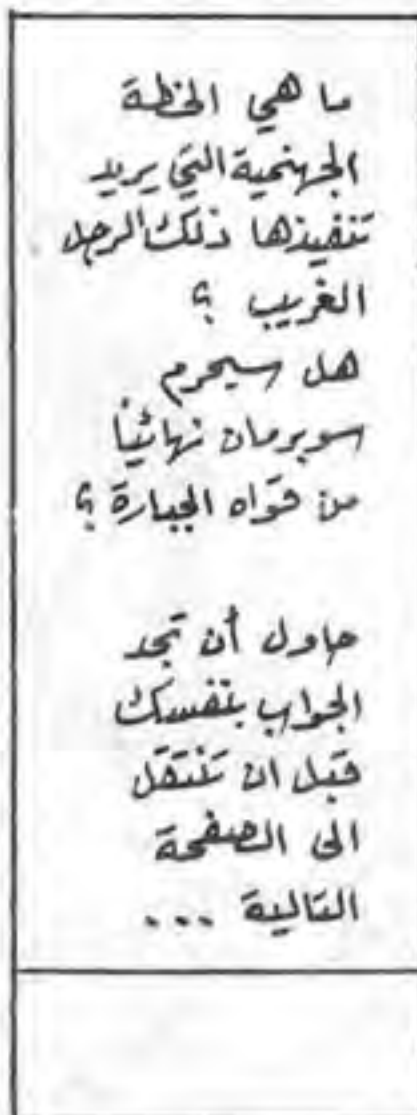 ما هي الخطة
الجهنمية التي يريد
تنفيذها ذلك الرجل
الغريب ؟
هل سيحرم
سوبرمان نهائياً
من قواه الجبارة ؟
حاول أن تجد
الجواب بنفسك
قبل ان تنتقل
الى الصفحة
التالية ...